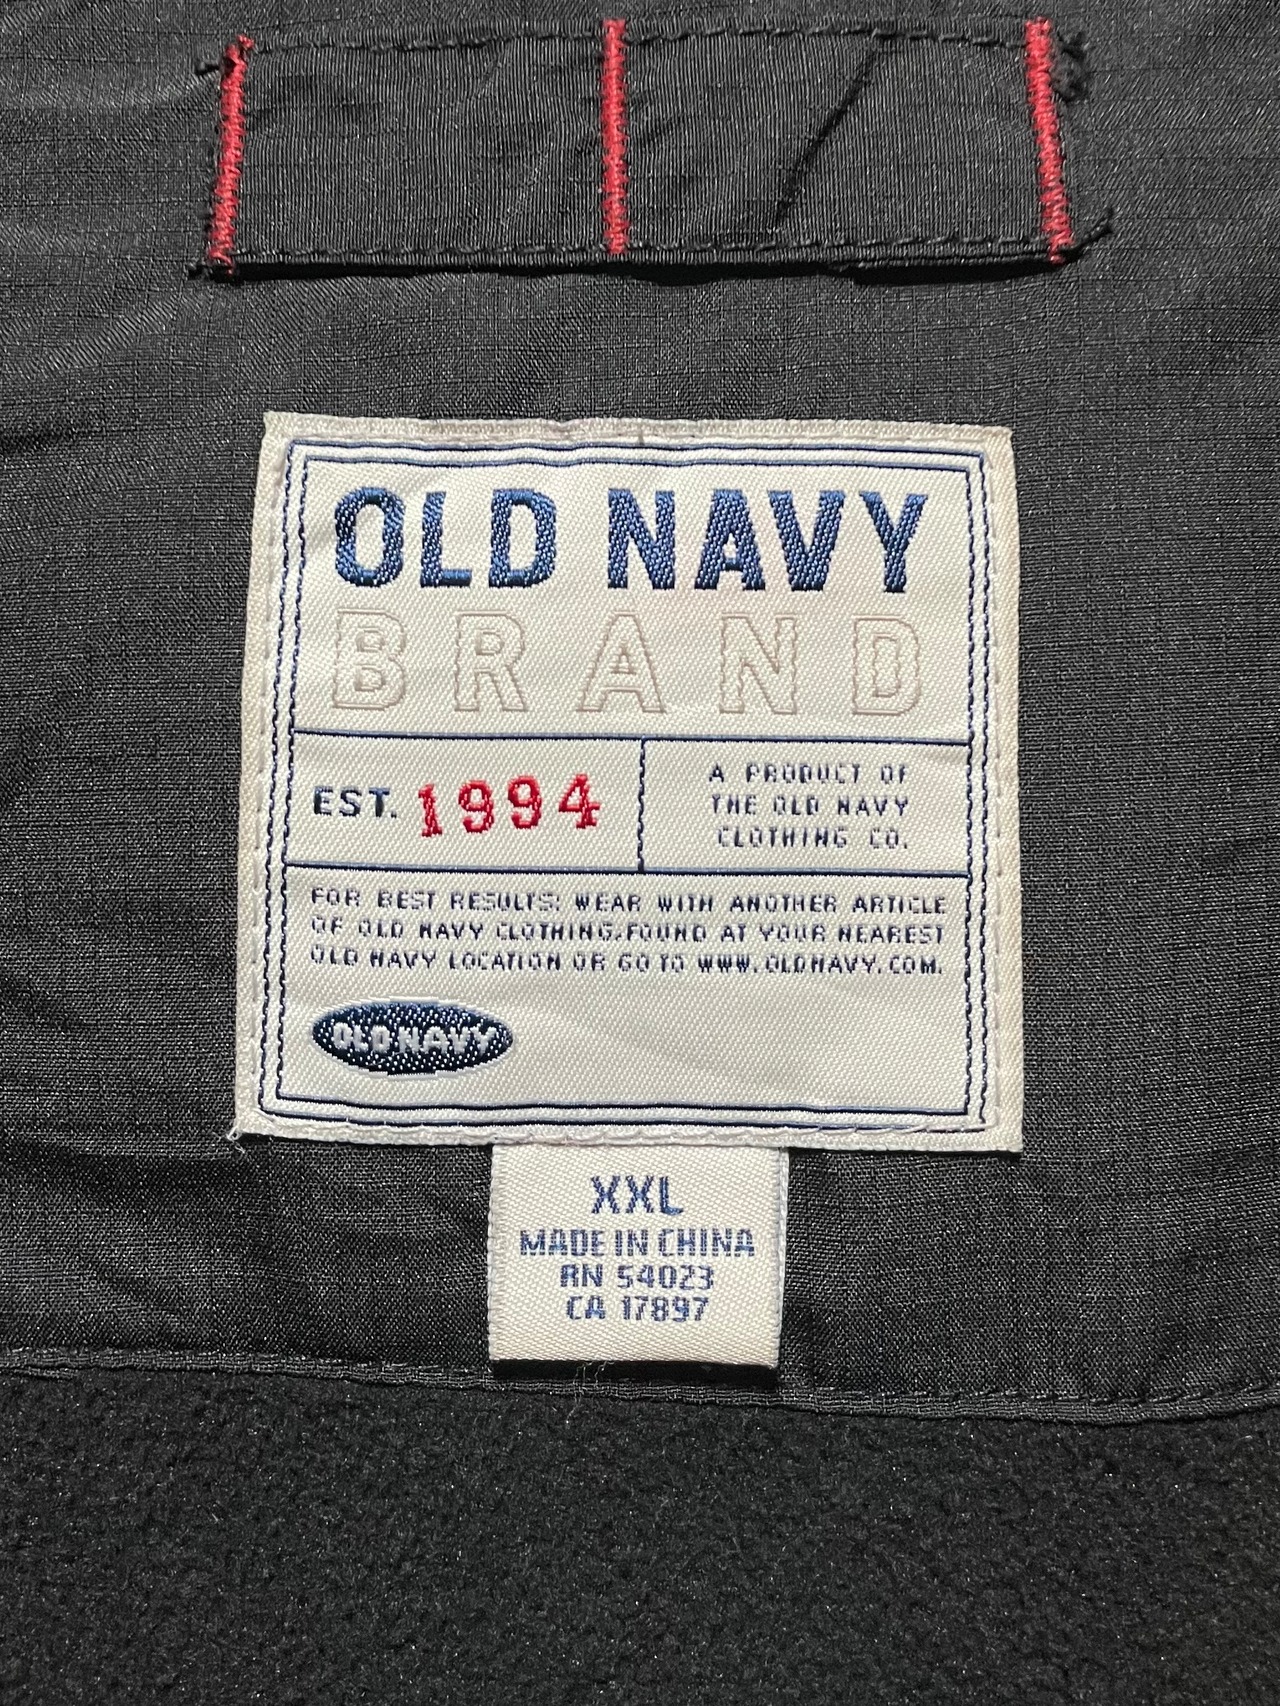 OLD NAVY
BRAND
EST. 1994
A PRODUCT OF
THE OLD NAVY
CLOTHING CO.
FOR BEST RESULTS: WEAR WITH ANOTHER ARTICLE
OF OLD NAVY CLOTHING.FOUND AT YOUR NEAREST
OLD NAVY LOCATION OR GO TO WWW.OLDNAVY.COM.
OLD NAVY
XXL
MADE IN CHINA
RN 54023
CA 17897